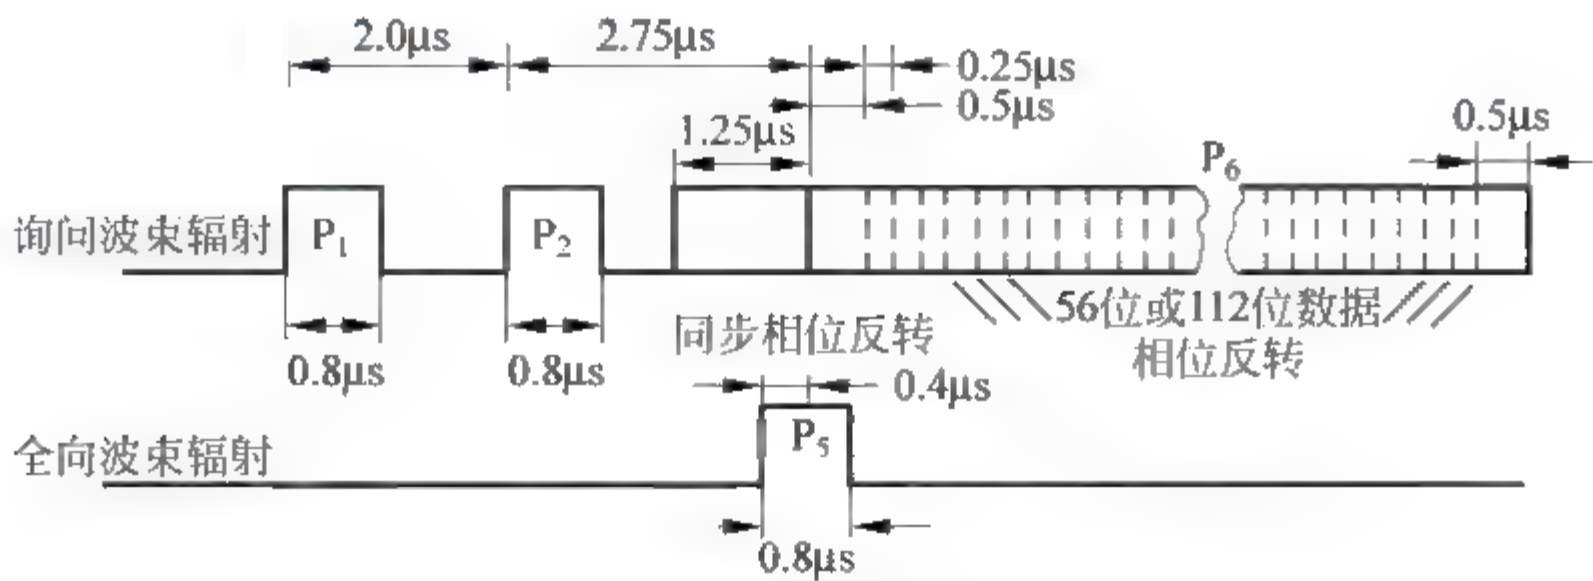 2.0μs
2.75μs
0.25μs
0.5μs
1.25μs
0.5μs
P₆
询问波束辐射
P₁
P₂
0.8μs
0.8μs
同步相位反转
56位或112位数据
相位反转
0.4μs
全向波束辐射
P₅
0.8μs